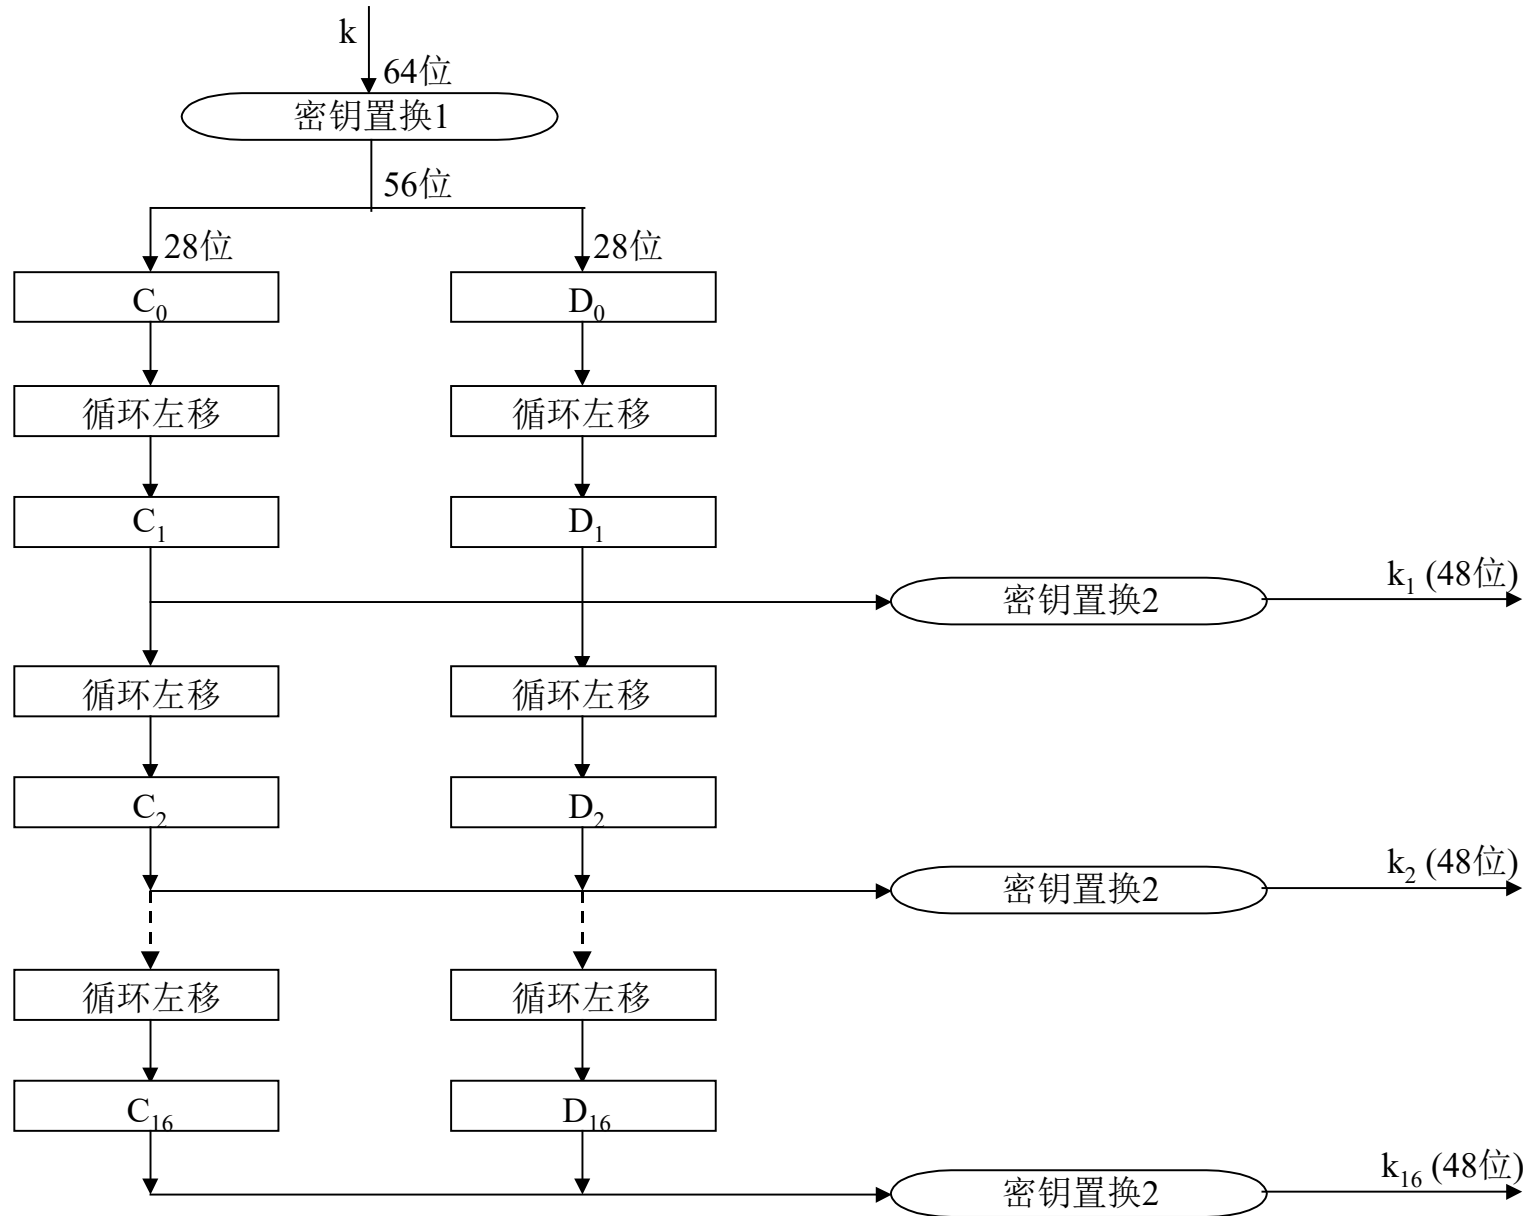 k
64位
密钥置换1
56位
28位 28位
C₀ D₀
循环左移 循环左移
C₁ D₁
k₁ (48位)
密钥置换2
循环左移 循环左移
C₂ D₂
k₂ (48位)
密钥置换2
循环左移 循环左移
C₁₆ D₁₆
k₁₆ (48位)
密钥置换2